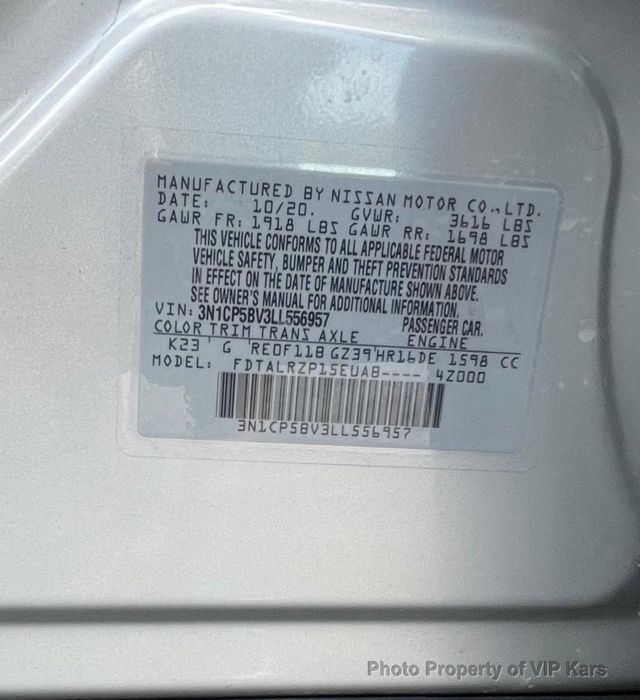 MANUFACTURED BY NISSAN MOTOR CO.,LTD.
DATE: 10/20. GVWR: 3616 LBS
GAWR FR: 1918 LBS GAWR RR: 1698 LBS
THIS VEHICLE CONFORMS TO ALL APPLICABLE FEDERAL MOTOR
VEHICLE SAFETY, BUMPER AND THEFT PREVENTION STANDARDS
IN EFFECT ON THE DATE OF MANUFACTURE SHOWN ABOVE.
SEE OWNER'S MANUAL FOR ADDITIONAL INFORMATION.
VIN: 3N1CP5BV3LL556957 PASSENGER CAR.
COLOR TRIM TRANS AXLE ENGINE
K23 G RE0F11B GZ39 HR16DE 1598 CC
MODEL: FDTALRZP15EUAB---- 4Z000
3N1CP5BV3LL556957
Photo Property of VIP Kars